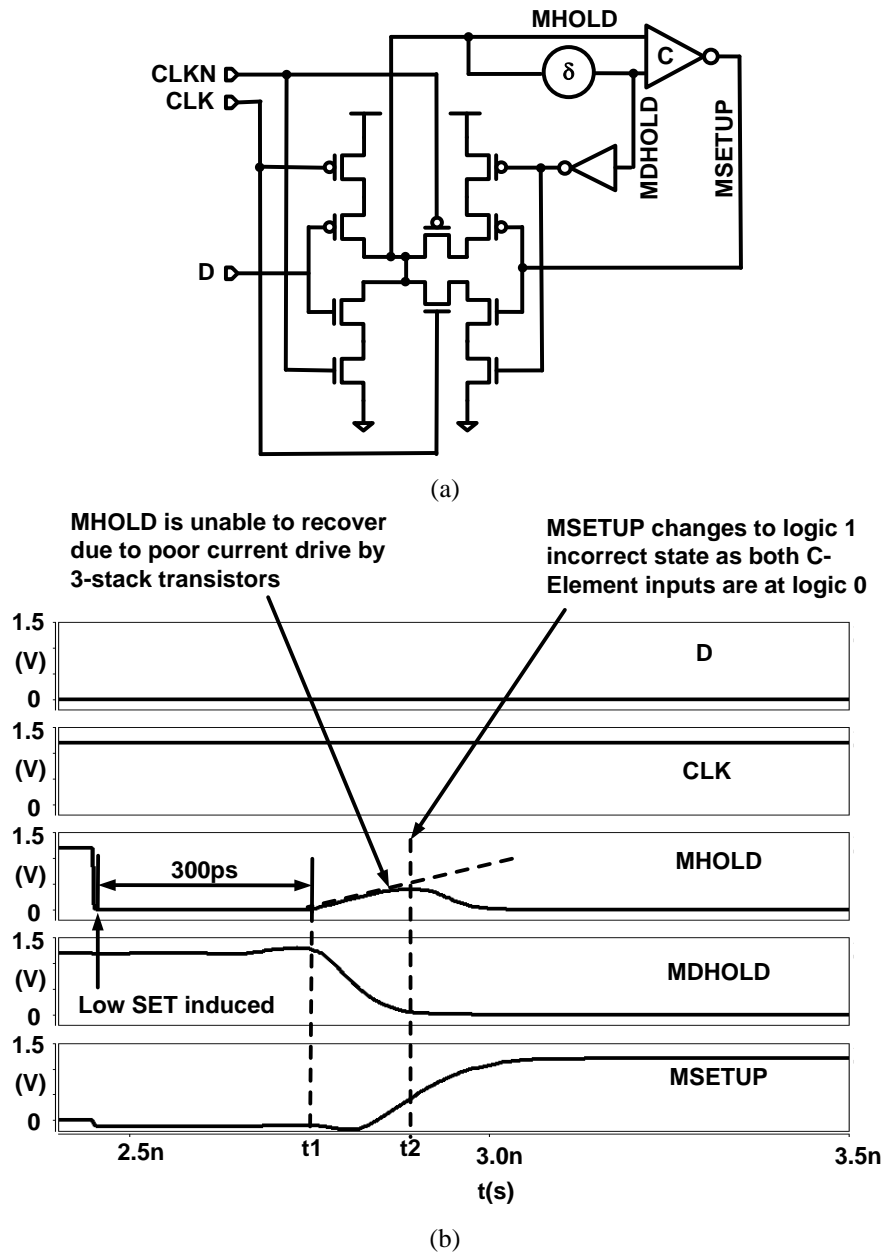 MHOLD
CLKN
CLK
C
δ
MDHOLD
MSETUP
D
(a)
MHOLD is unable to recover
due to poor current drive by
3-stack transistors
MSETUP changes to logic 1
incorrect state as both C-
Element inputs are at logic 0
1.5
(V)
0
D
1.5
(V)
0
CLK
1.5
(V)
0
300ps
MHOLD
1.5
(V)
0
Low SET induced
MDHOLD
1.5
(V)
0
MSETUP
2.5n
t1
t2
3.0n
3.5n
t(s)
(b)